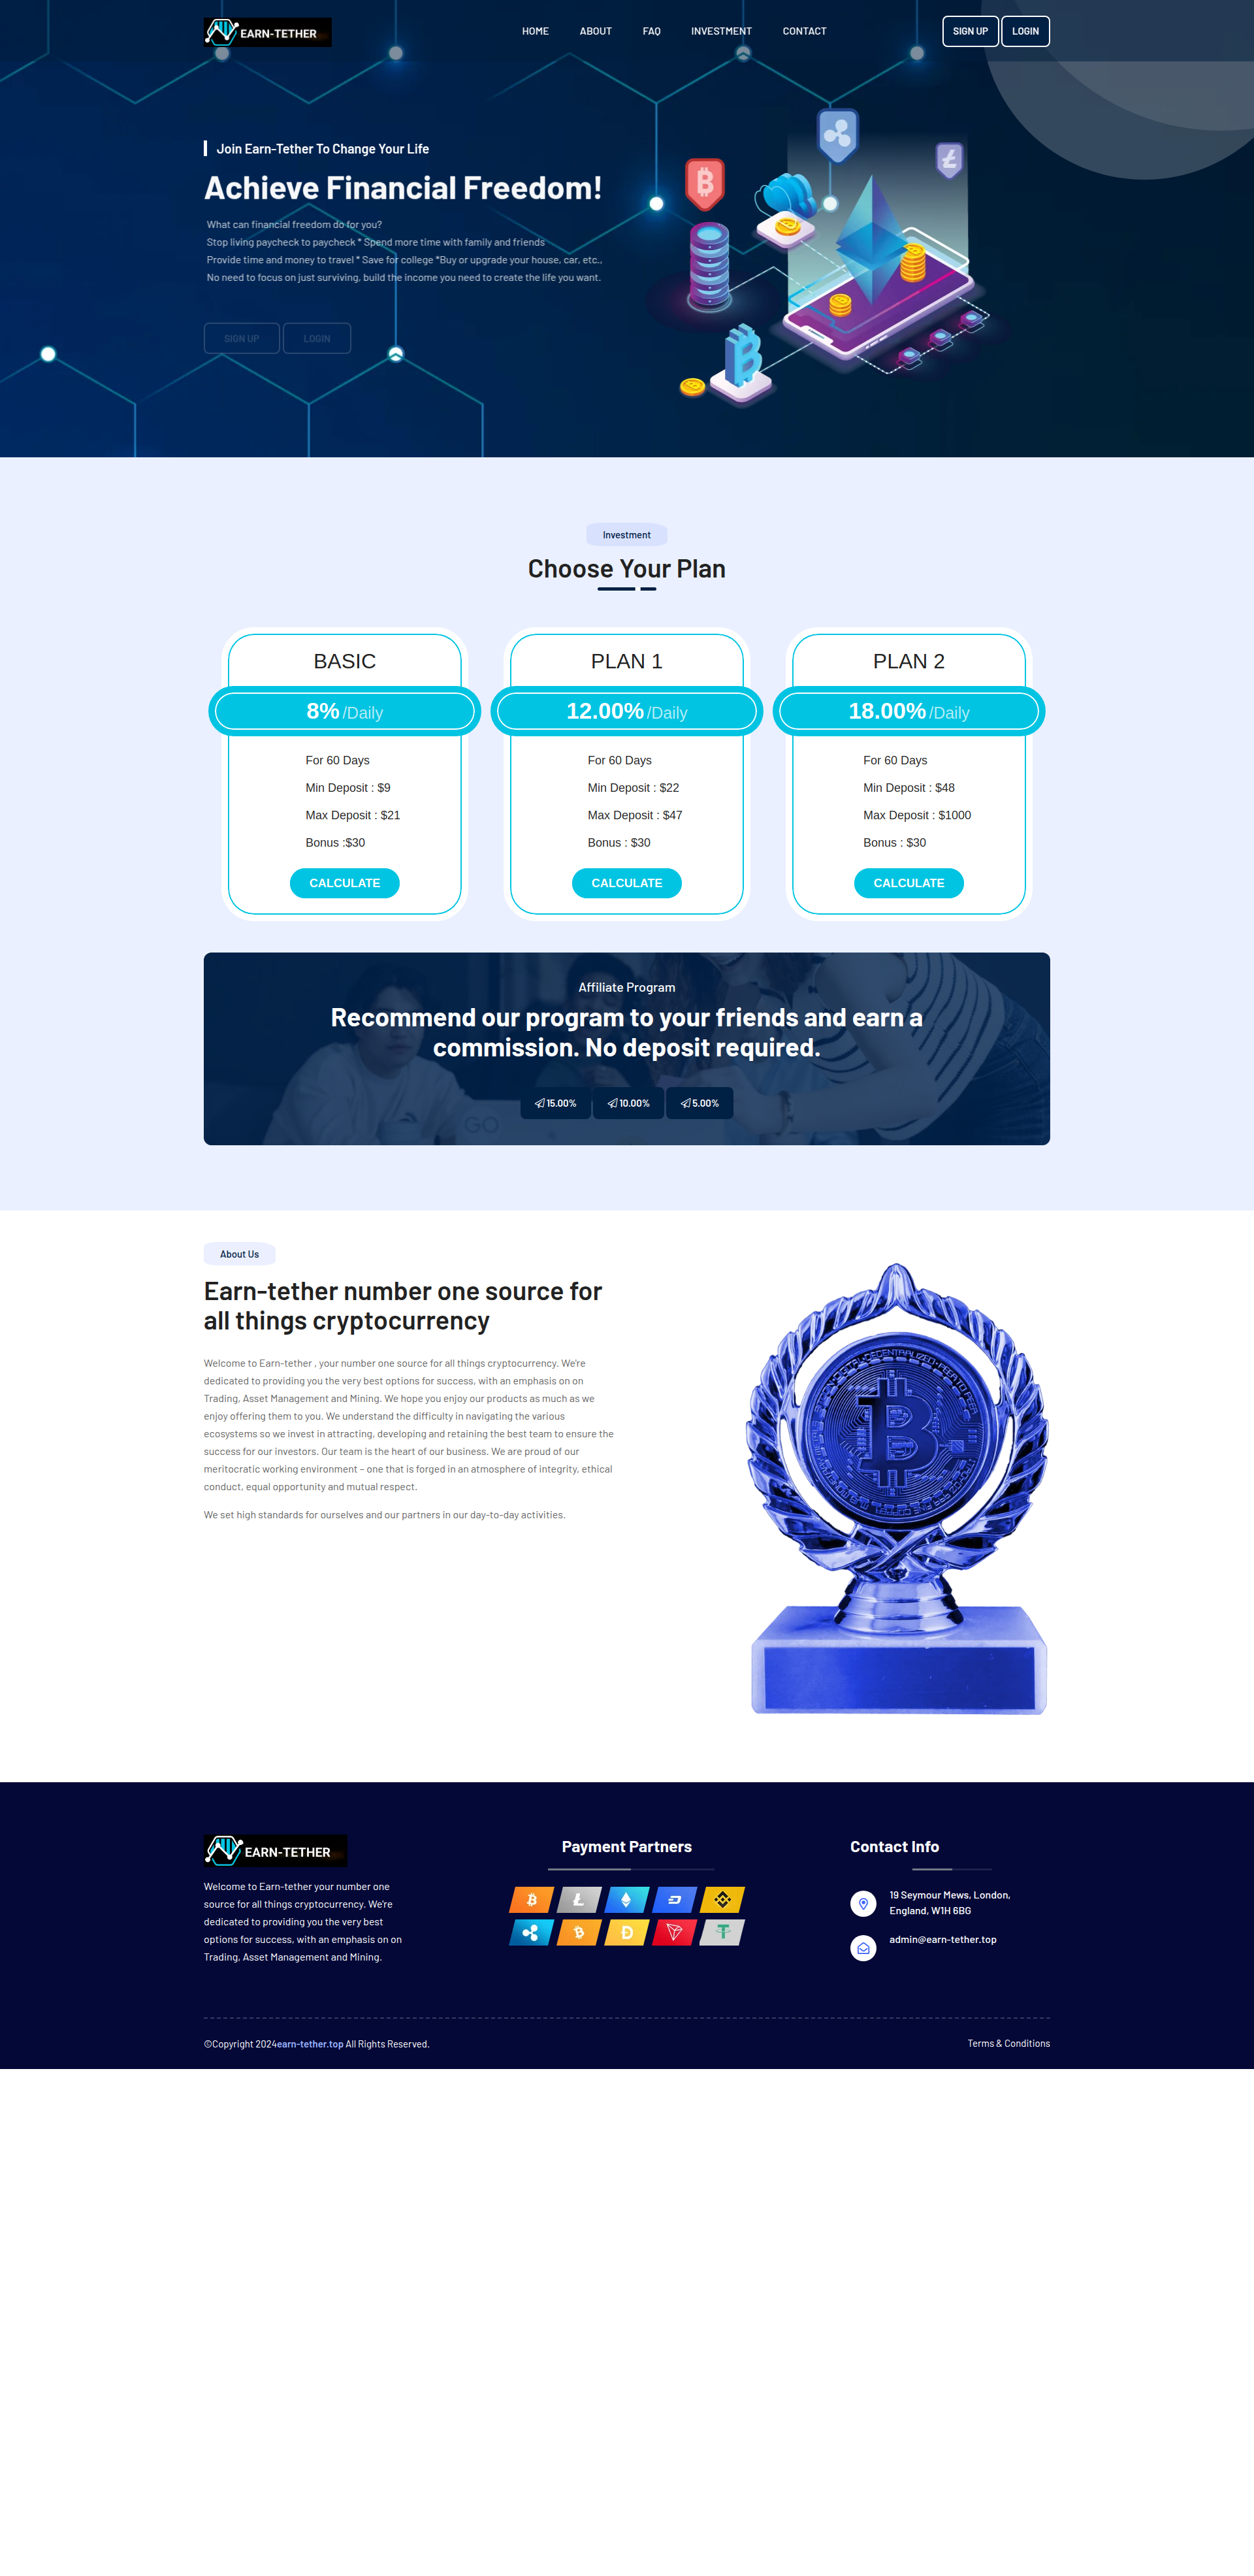 EARN-TETHER
HOME
ABOUT
FAQ
INVESTMENT
CONTACT
SIGN UP
LOGIN
Join Earn-Tether To Change Your Life
Achieve Financial Freedom!
What can financial freedom do for you?
Stop living paycheck to paycheck * Spend more time with family and friends
Provide time and money to travel * Save for college *Buy or upgrade your house, car, etc.,
No need to focus on just surviving, build the income you need to create the life you want.
SIGN UP
LOGIN
Investment
Choose Your Plan
BASIC
8% /Daily
For 60 Days
Min Deposit : $9
Max Deposit : $21
Bonus :$30
CALCULATE
PLAN 1
12.00% /Daily
For 60 Days
Min Deposit : $22
Max Deposit : $47
Bonus : $30
CALCULATE
PLAN 2
18.00% /Daily
For 60 Days
Min Deposit : $48
Max Deposit : $1000
Bonus : $30
CALCULATE
Affiliate Program
Recommend our program to your friends and earn a
commission. No deposit required.
15.00%
10.00%
5.00%
GO
About Us
Earn-tether number one source for
all things cryptocurrency
Welcome to Earn-tether , your number one source for all things cryptocurrency. We're
dedicated to providing you the very best options for success, with an emphasis on on
Trading, Asset Management and Mining. We hope you enjoy our products as much as we
enjoy offering them to you. We understand the difficulty in navigating the various
ecosystems so we invest in attracting, developing and retaining the best team to ensure the
success for our investors. Our team is the heart of our business. We are proud of our
meritocratic working environment – one that is forged in an atmosphere of integrity, ethical
conduct, equal opportunity and mutual respect.
We set high standards for ourselves and our partners in our day-to-day activities.
EARN-TETHER
Welcome to Earn-tether your number one
source for all things cryptocurrency. We're
dedicated to providing you the very best
options for success, with an emphasis on on
Trading, Asset Management and Mining.
Payment Partners
Contact Info
19 Seymour Mews, London,
England, W1H 6BG
admin@earn-tether.top
©Copyright 2024earn-tether.top All Rights Reserved.
Terms & Conditions